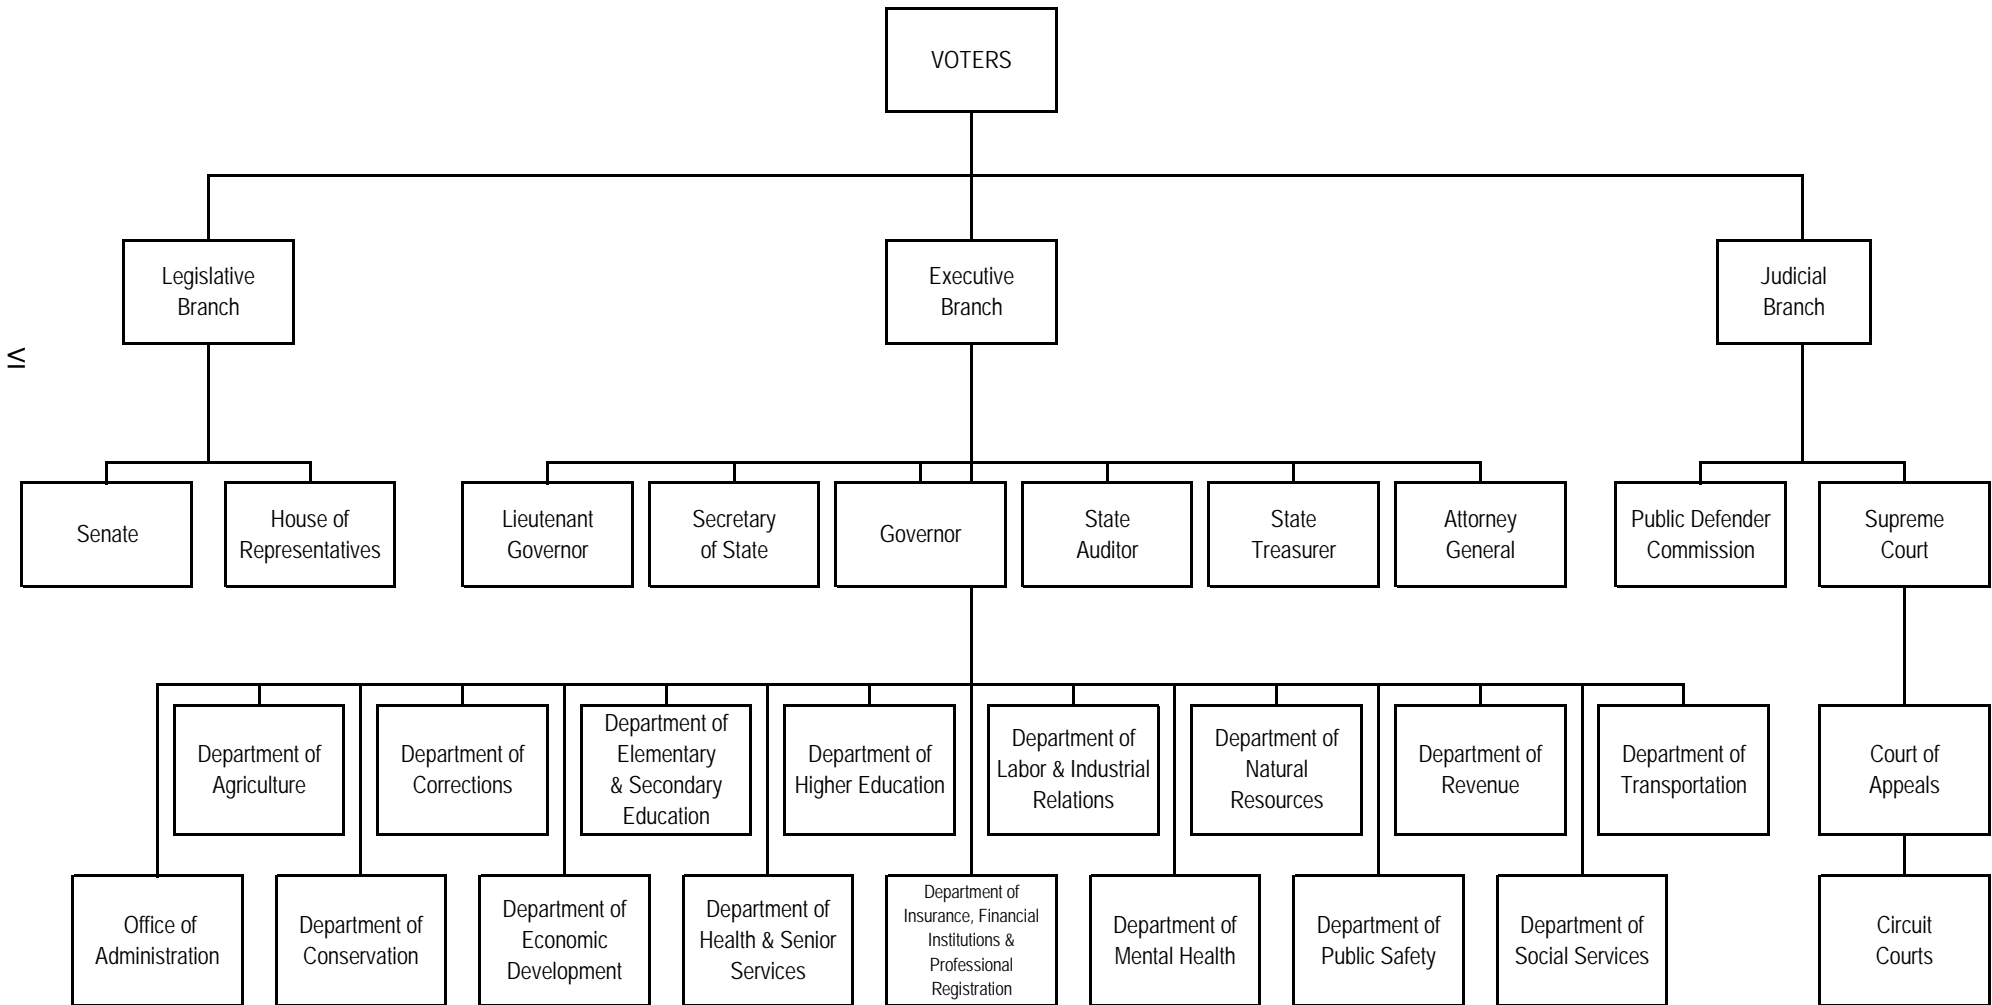 VOTERS
Legislative
Branch
Executive
Branch
Judicial
Branch
VI
Senate
House of
Representatives
Lieutenant
Governor
Secretary
of State
Governor
State
Auditor
State
Treasurer
Attorney
General
Public Defender
Commission
Supreme
Court
Department of
Agriculture
Department of
Corrections
Department of
Elementary
& Secondary
Education
Department of
Higher Education
Department of
Labor & Industrial
Relations
Department of
Natural
Resources
Department of
Revenue
Department of
Transportation
Court of
Appeals
Office of
Administration
Department of
Conservation
Department of
Economic
Development
Department of
Health & Senior
Services
Department of
Insurance, Financial
Institutions &
Professional
Registration
Department of
Mental Health
Department of
Public Safety
Department of
Social Services
Circuit
Courts